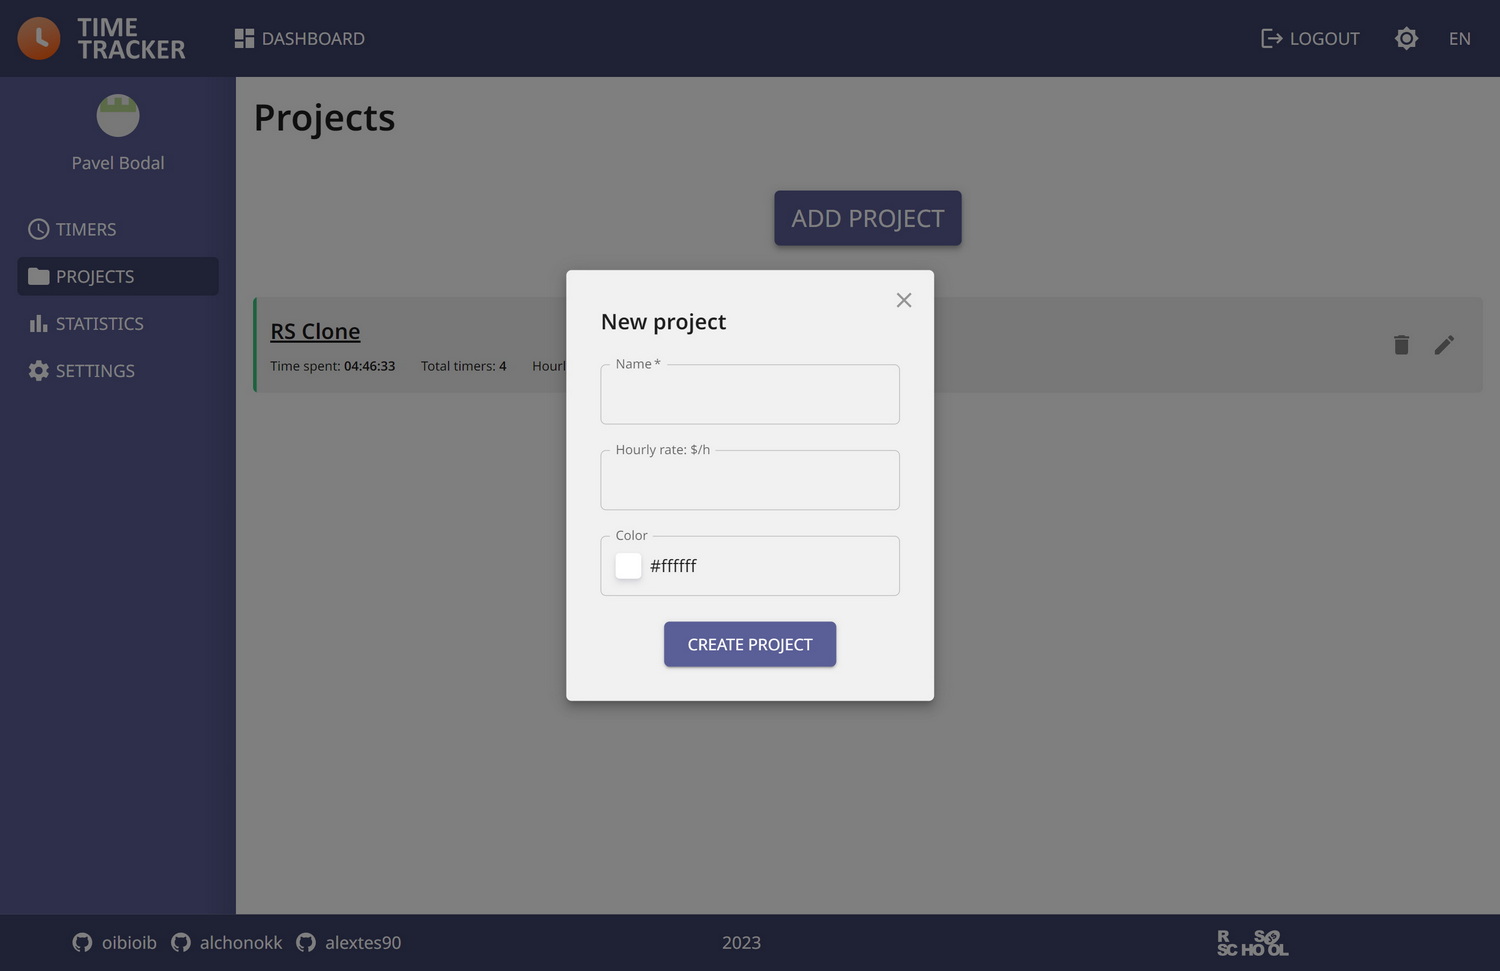 TIME
TRACKER
DASHBOARD
LOGOUT
EN
Pavel Bodal
TIMERS
PROJECTS
STATISTICS
SETTINGS
Projects
ADD PROJECT
RS Clone
Time spent: 04:46:33 Total timers: 4 Hourl
New project
Name *
Hourly rate: $/h
Color
#ffffff
CREATE PROJECT
oibioib alchonokk alextes90
2023
RS
SCHOOL